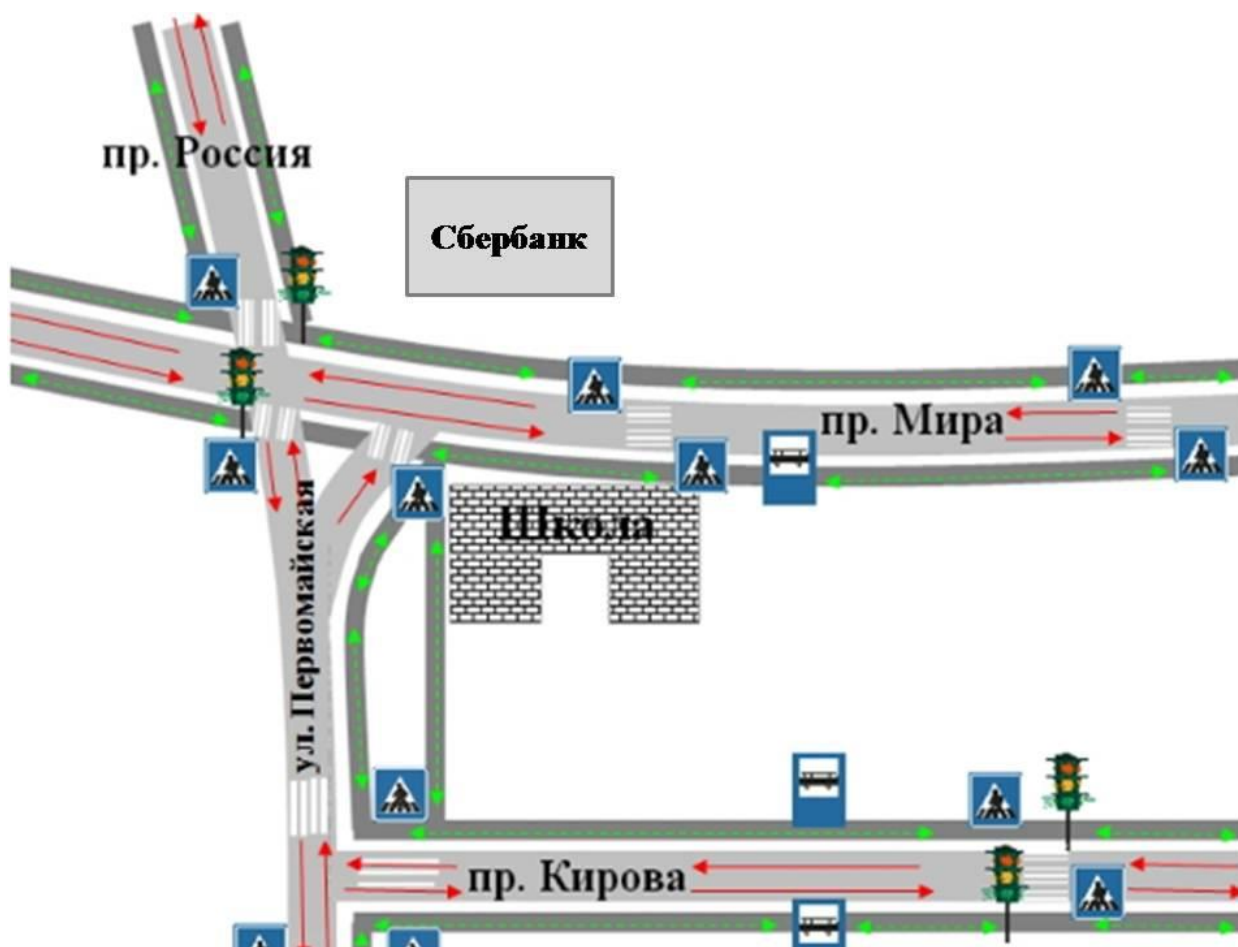 пр. Россия
Сбербанк
пр. Мира
Школа
ул. Первомайская
пр. Кирова